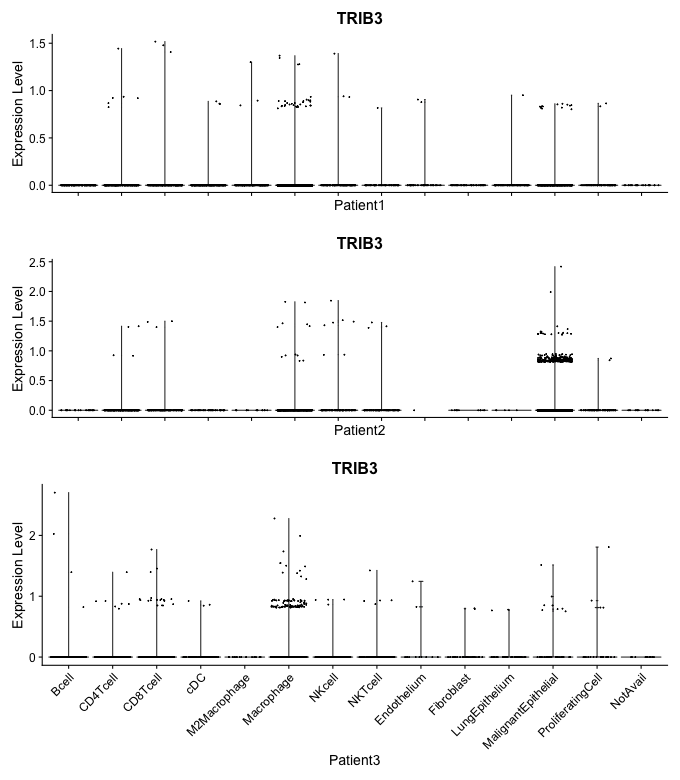 TRIB3
1.5
1.0
0.5
0.0
Expression Level
Patient1
TRIB3
2.5
2.0
1.5
1.0
0.5
0.0
Expression Level
Patient2
TRIB3
2
1
0
Expression Level
Bcell
CD4Tcell
CD8Tcell
cDC
M2Macrophage
Macrophage
NKcell
NKTcell
Endothelium
Fibroblast
LungEpithelium
MalignantEpithelial
ProliferatingCell
NotAvail
Patient3